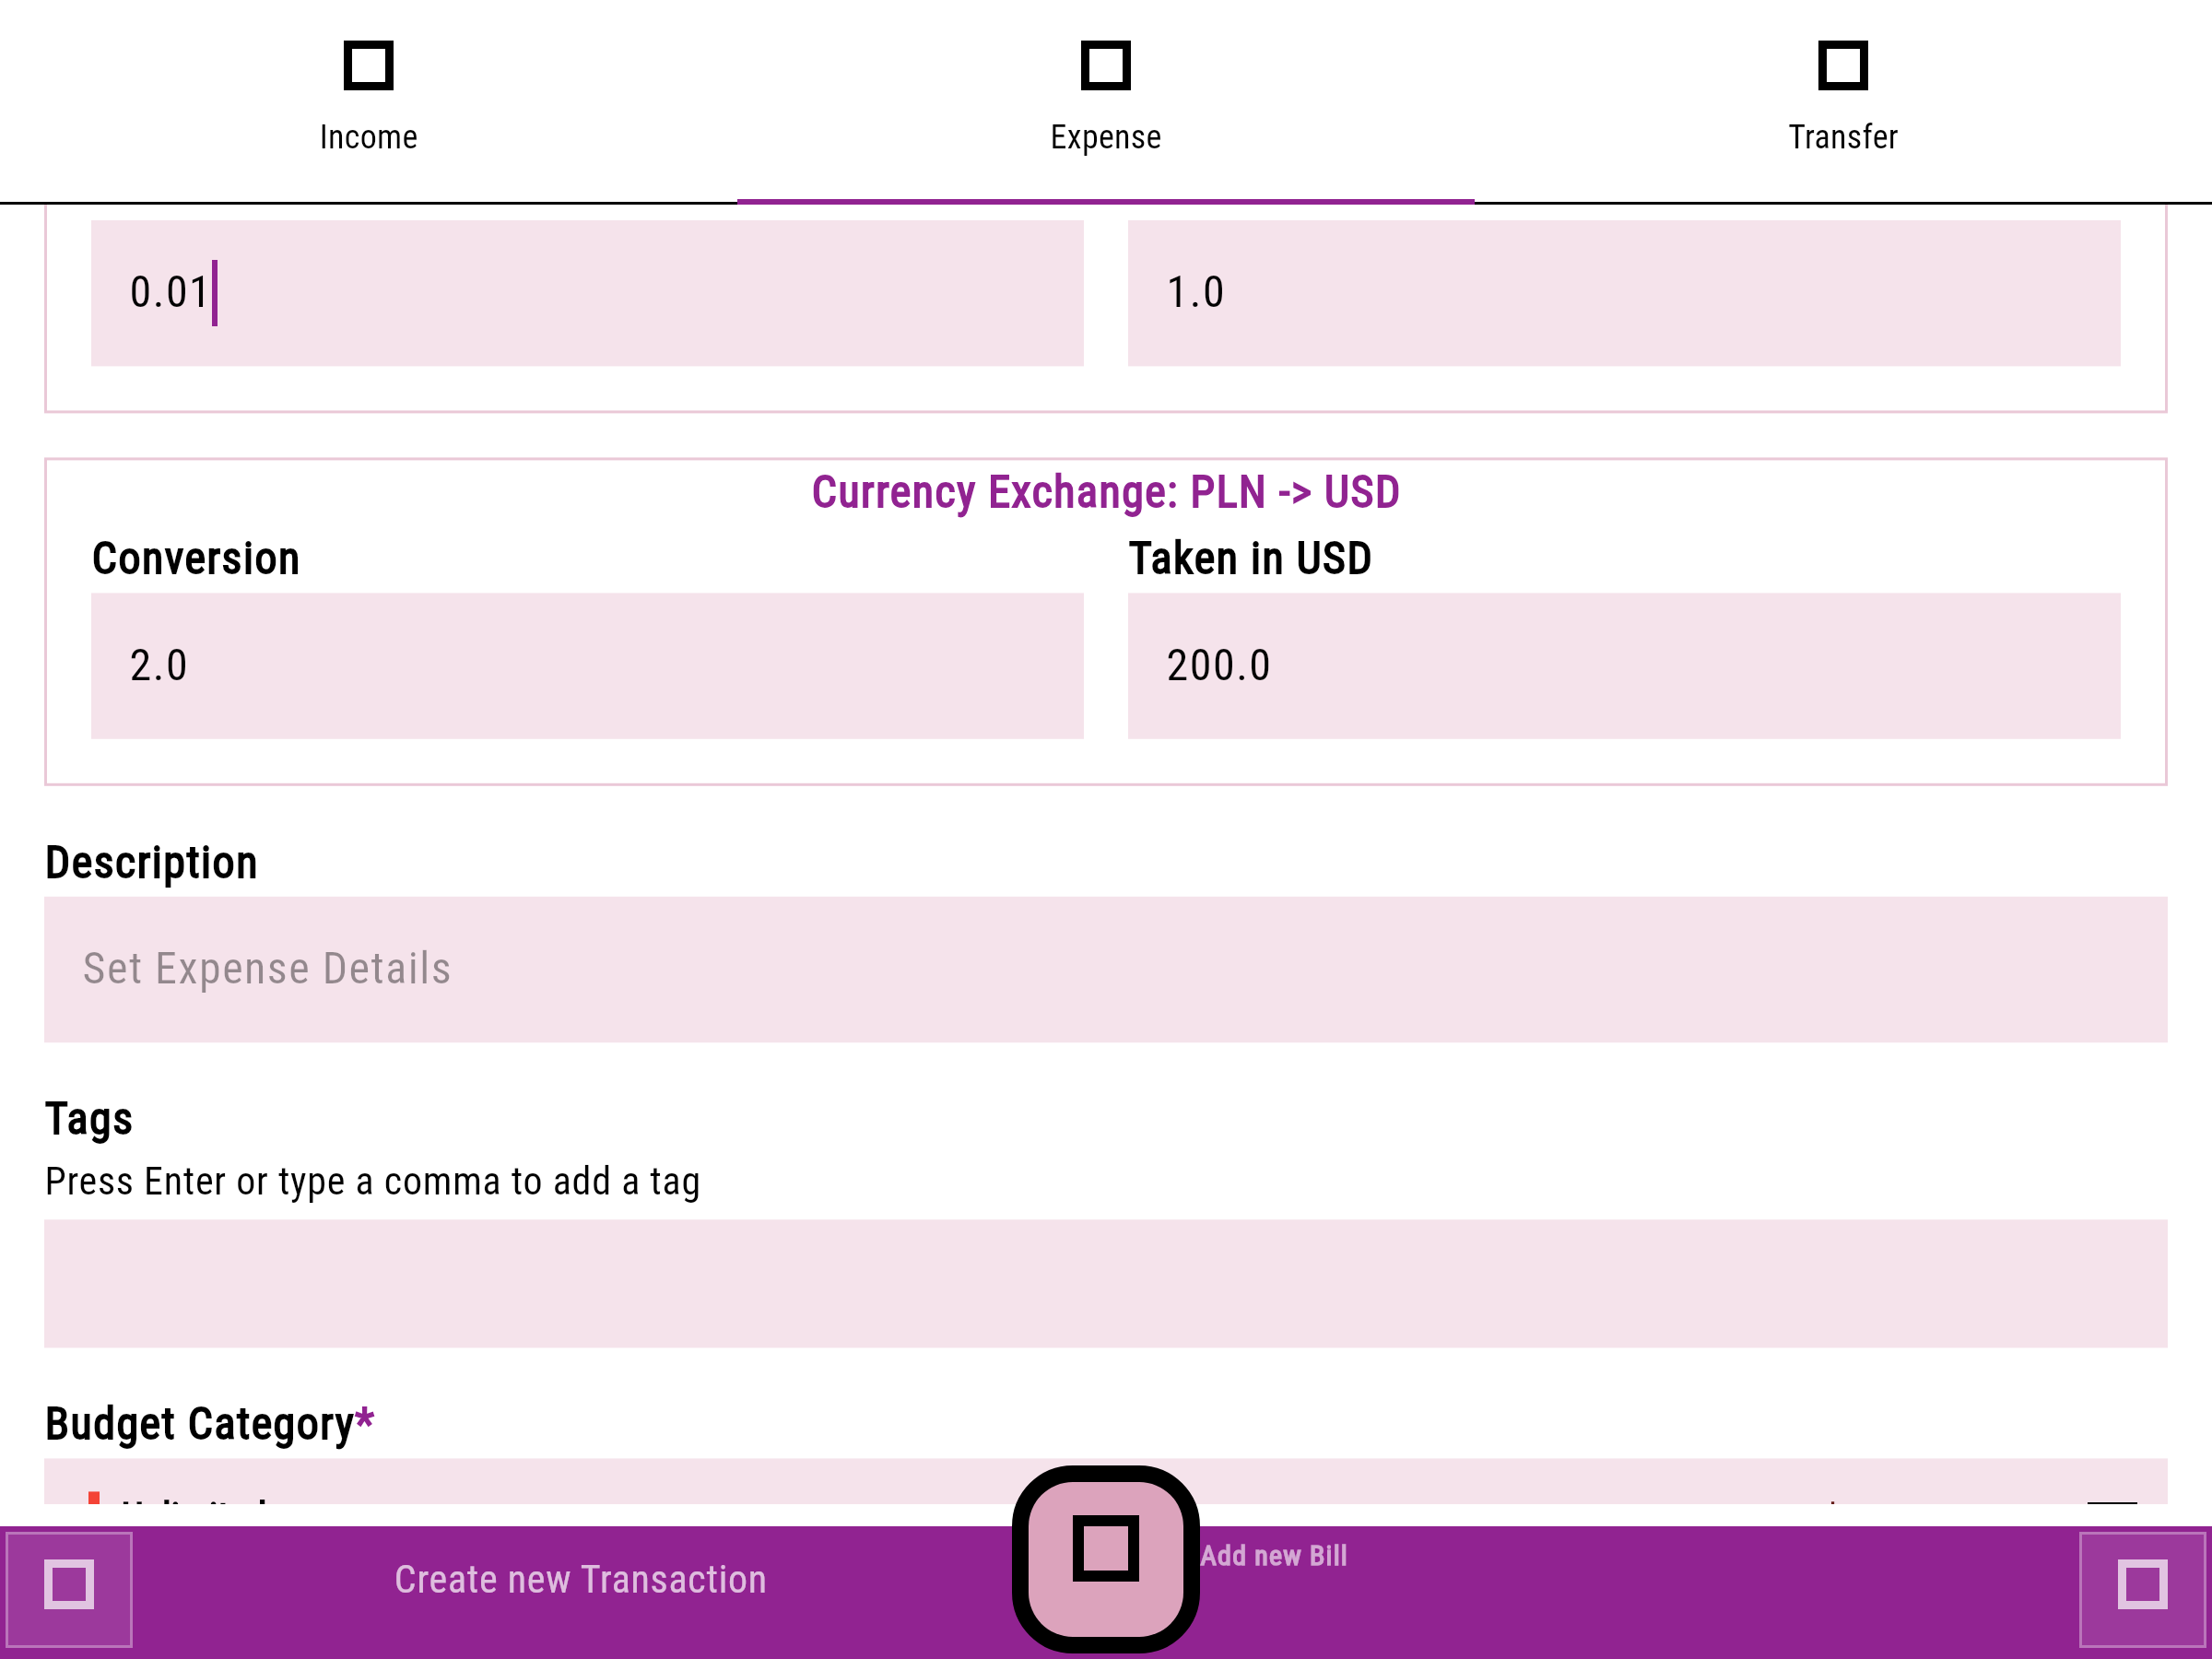 Income
Expense
Transfer
0.01
1.0
Currency Exchange: PLN -> USD
Conversion
Taken in USD
2.0
200.0
Description
Set Expense Details
Tags
Press Enter or type a comma to add a tag
Budget Category*
Create new Transaction
Add new Bill